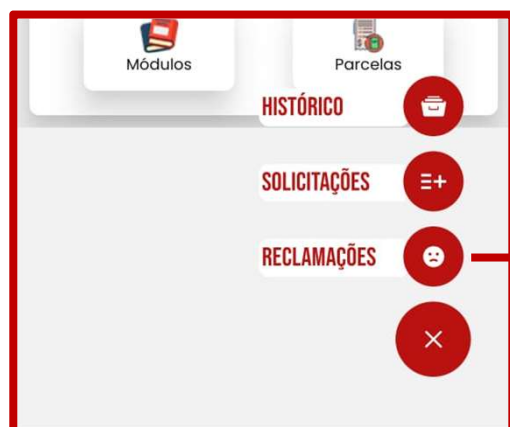 Módulos
Parcelas
HISTÓRICO
SOLICITAÇÕES
RECLAMAÇÕES